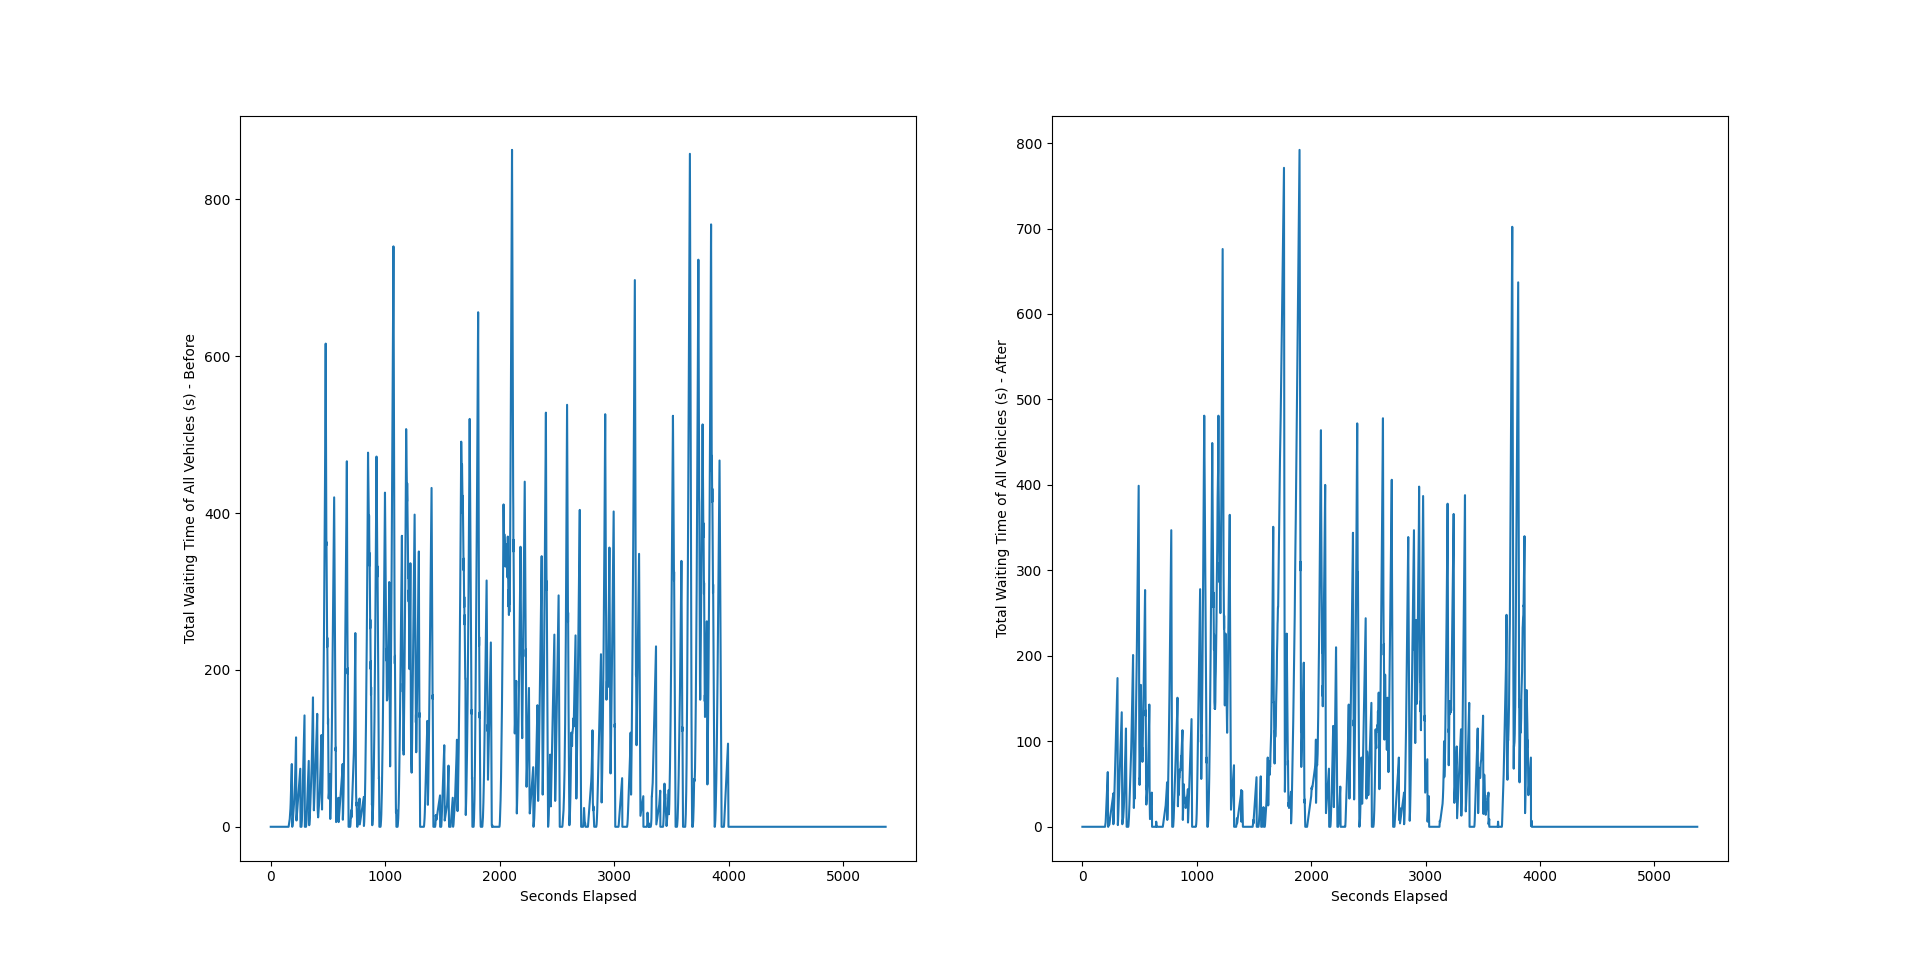 Total Waiting Time of All Vehicles (s) - Before
800
600
400
200
0
0 1000 2000 3000 4000 5000
Seconds Elapsed
Total Waiting Time of All Vehicles (s) - After
800
700
600
500
400
300
200
100
0
0 1000 2000 3000 4000 5000
Seconds Elapsed